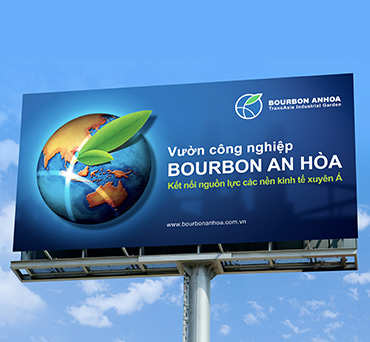 BOURBON ANHOA
TransAsia Industrial Garden
Vườn công nghiệp
BOURBON AN HÒA
Kết nối nguồn lực các nền kinh tế xuyên Á
www.bourbonanhoa.com.vn